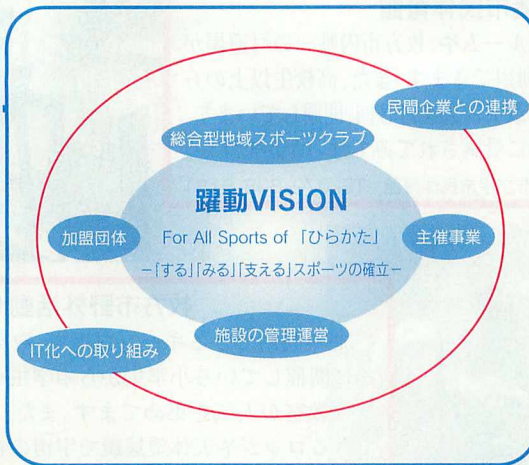 民間企業との連携
総合型地域スポーツクラブ
躍動VISION
加盟団体
For All Sports of 「ひらかた」
主催事業
−「する」「みる」「支える」スポーツの確立−
施設の管理運営
IT化への取り組み